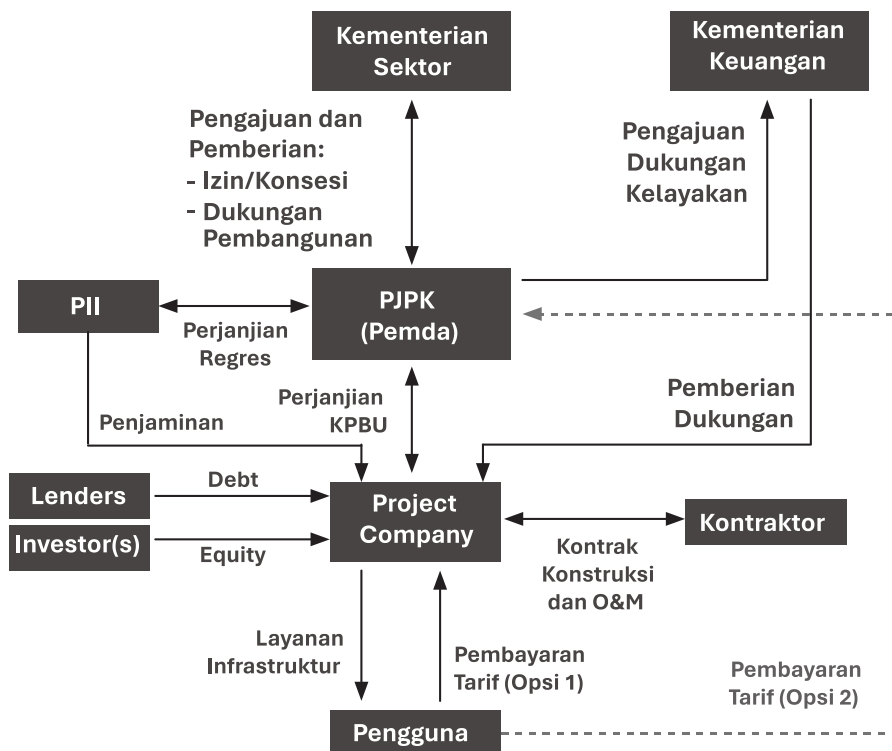 Kementerian
Sektor
Kementerian
Keuangan
Pengajuan dan
Pemberian:
- Izin/Konsesi
- Dukungan
Pembangunan
Pengajuan
Dukungan
Kelayakan
PII
PJPK
(Pemda)
Perjanjian
Regres
Penjaminan
Perjanjian
KPBU
Pemberian
Dukungan
Lenders
Debt
Investor(s)
Equity
Project
Company
Kontraktor
Kontrak
Konstruksi
dan O&M
Layanan
Infrastruktur
Pembayaran
Tarif (Opsi 1)
Pembayaran
Tarif (Opsi 2)
Pengguna